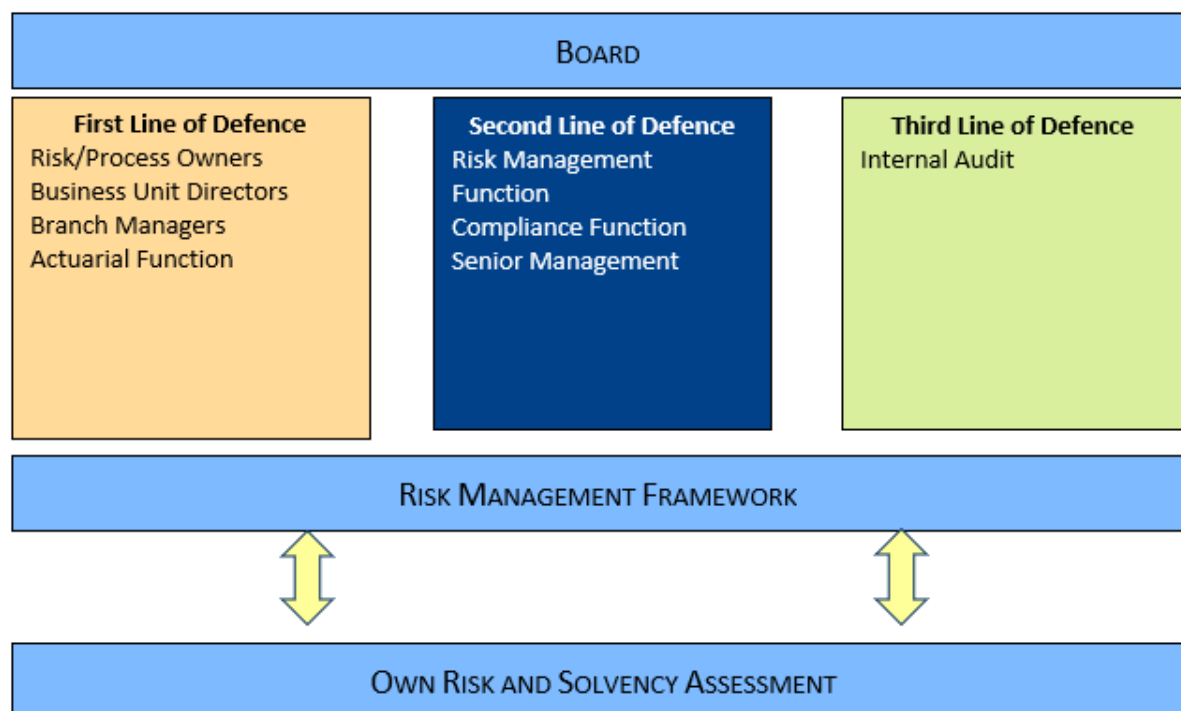 BOARD
First Line of Defence
Risk/Process Owners
Business Unit Directors
Branch Managers
Actuarial Function
Second Line of Defence
Risk Management
Function
Compliance Function
Senior Management
Third Line of Defence
Internal Audit
RISK MANAGEMENT FRAMEWORK
OWN RISK AND SOLVENCY ASSESSMENT